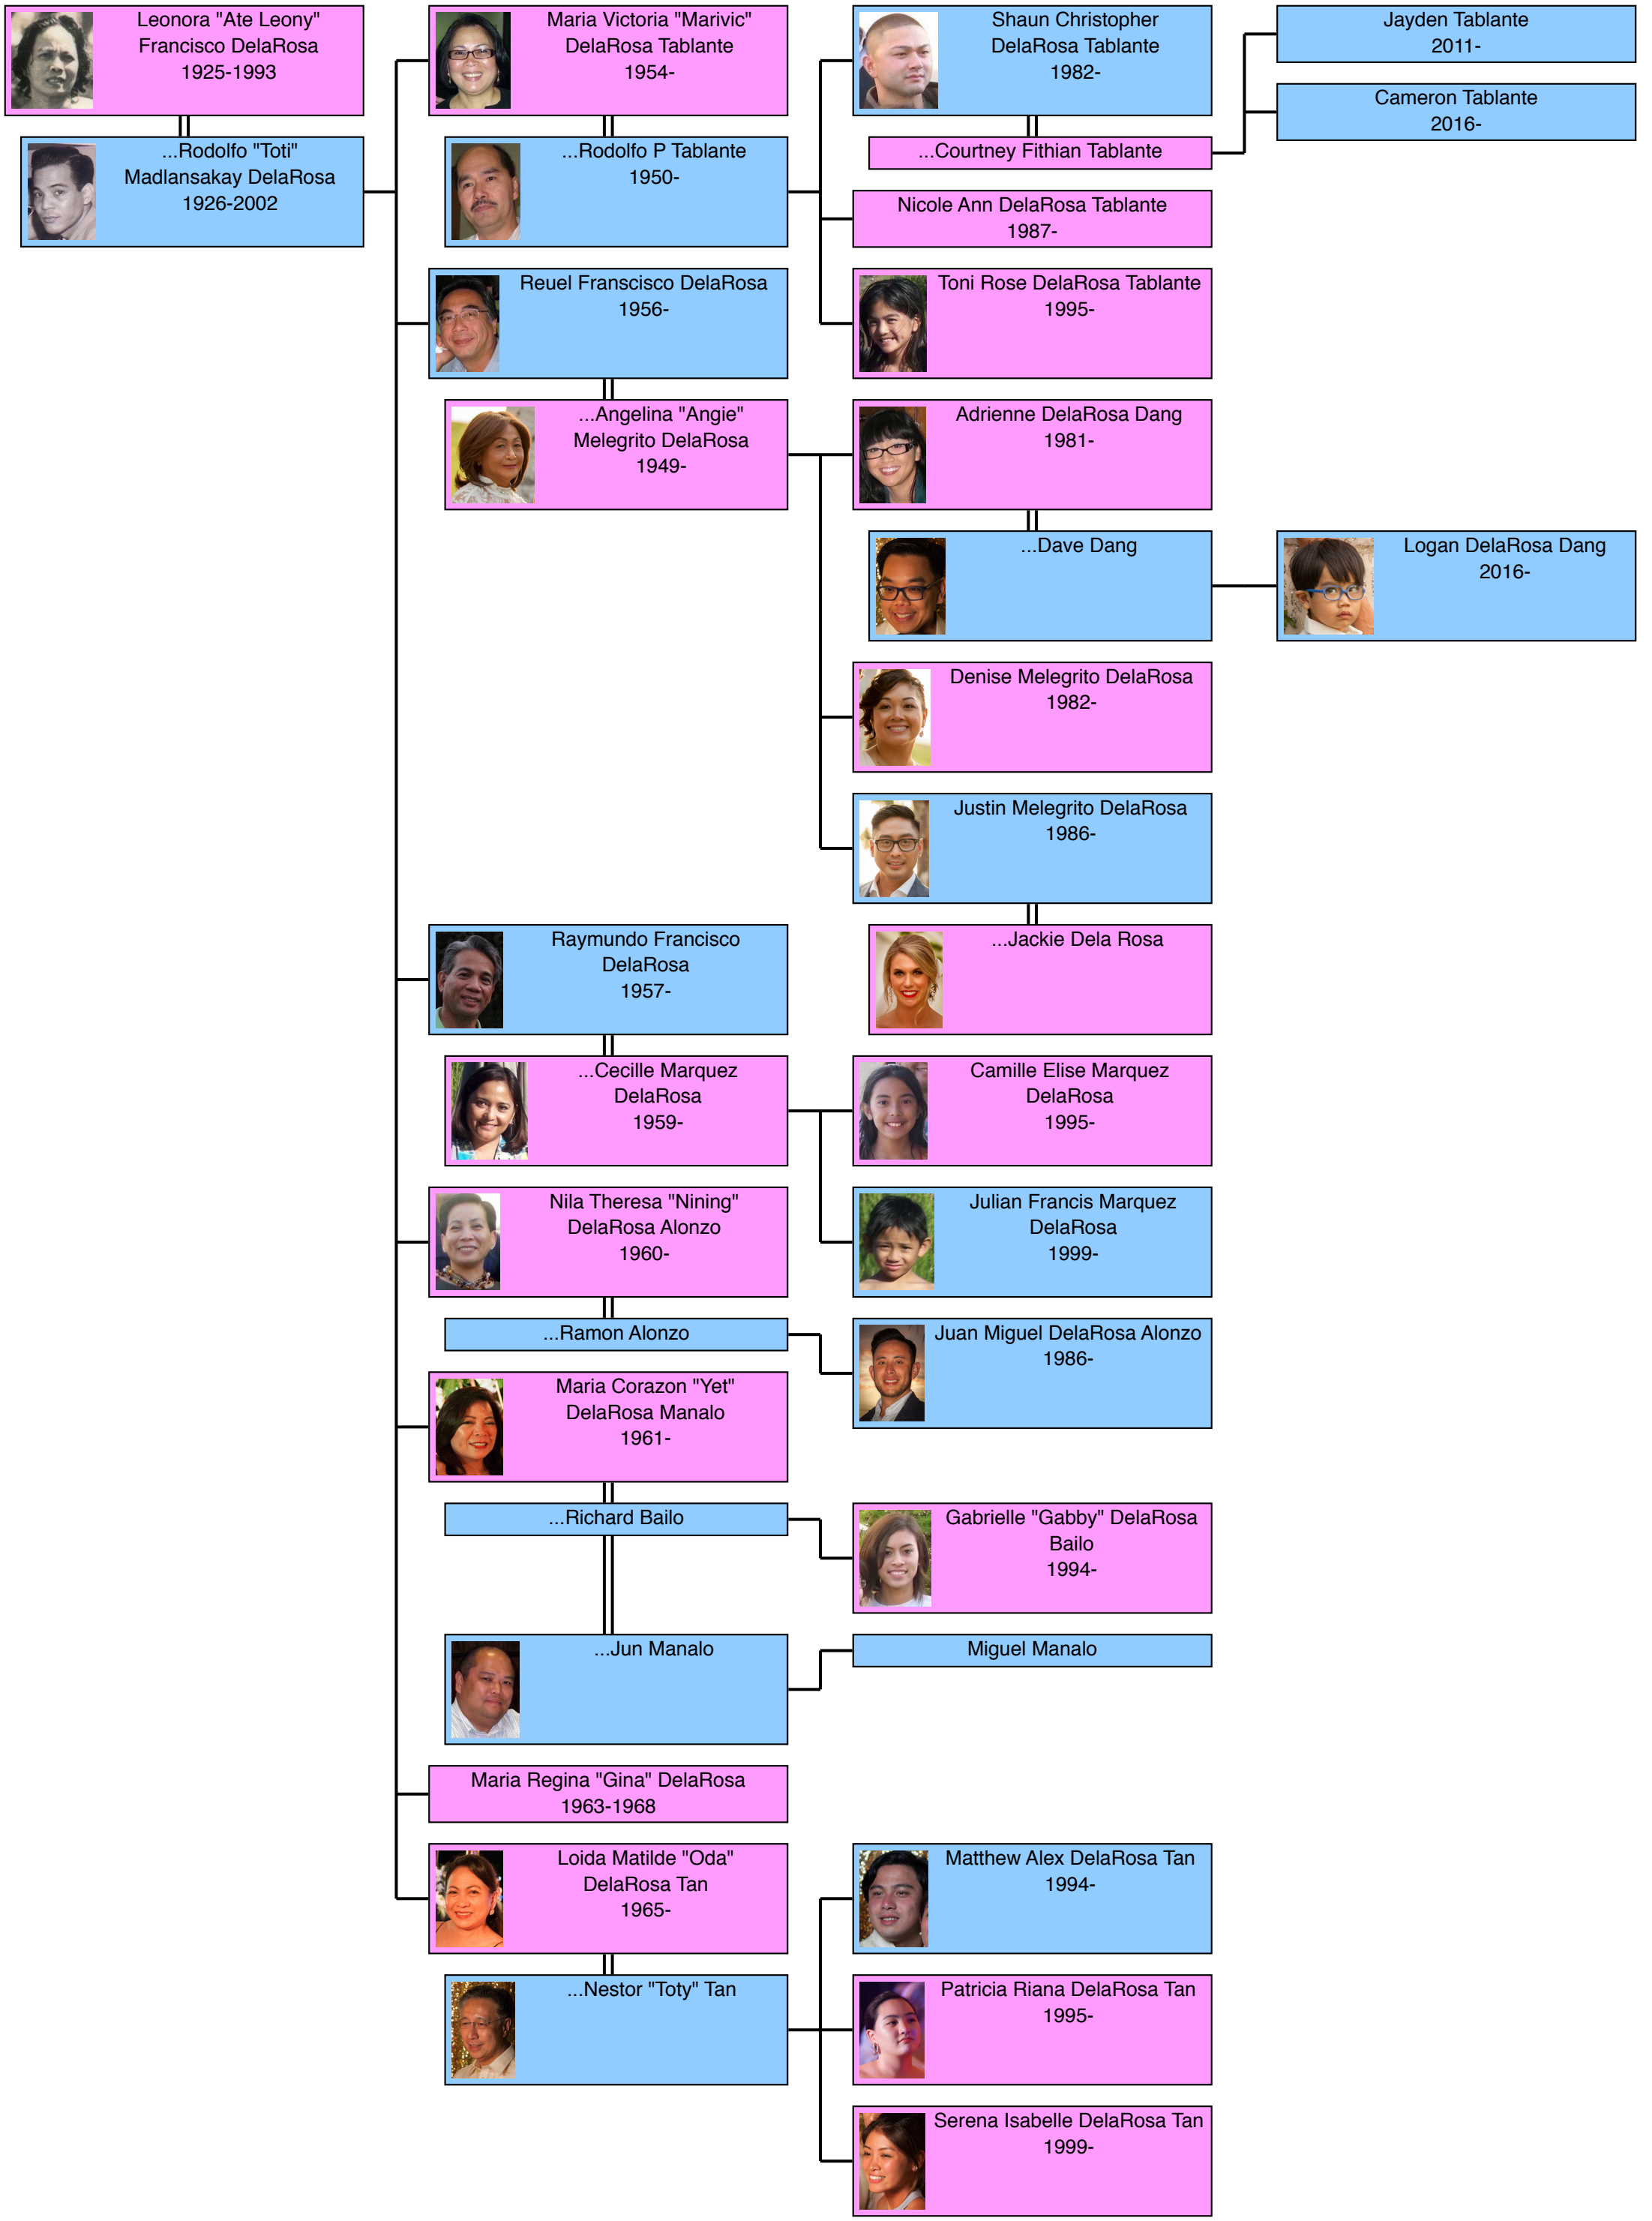 Leonora "Ate Leony"
Francisco DelaRosa
1925-1993
...Rodolfo "Toti"
Madlansakay DelaRosa
1926-2002
Maria Victoria "Marivic"
DelaRosa Tablante
1954-
...Rodolfo P Tablante
1950-
Shaun Christopher
DelaRosa Tablante
1982-
...Courtney Fithian Tablante
Jayden Tablante
2011-
Cameron Tablante
2016-
Nicole Ann DelaRosa Tablante
1987-
Toni Rose DelaRosa Tablante
1995-
Reuel Franscisco DelaRosa
1956-
...Angelina "Angie"
Melegrito DelaRosa
1949-
Adrienne DelaRosa Dang
1981-
...Dave Dang
Logan DelaRosa Dang
2016-
Denise Melegrito DelaRosa
1982-
Justin Melegrito DelaRosa
1986-
...Jackie Dela Rosa
Raymundo Francisco
DelaRosa
1957-
...Cecille Marquez
DelaRosa
1959-
Camille Elise Marquez
DelaRosa
1995-
Julian Francis Marquez
DelaRosa
1999-
Nila Theresa "Nining"
DelaRosa Alonzo
1960-
...Ramon Alonzo
Juan Miguel DelaRosa Alonzo
1986-
Maria Corazon "Yet"
DelaRosa Manalo
1961-
...Richard Bailo
Gabrielle "Gabby" DelaRosa
Bailo
1994-
...Jun Manalo
Miguel Manalo
Maria Regina "Gina" DelaRosa
1963-1968
Loida Matilde "Oda"
DelaRosa Tan
1965-
...Nestor "Toty" Tan
Matthew Alex DelaRosa Tan
1994-
Patricia Riana DelaRosa Tan
1995-
Serena Isabelle DelaRosa Tan
1999-